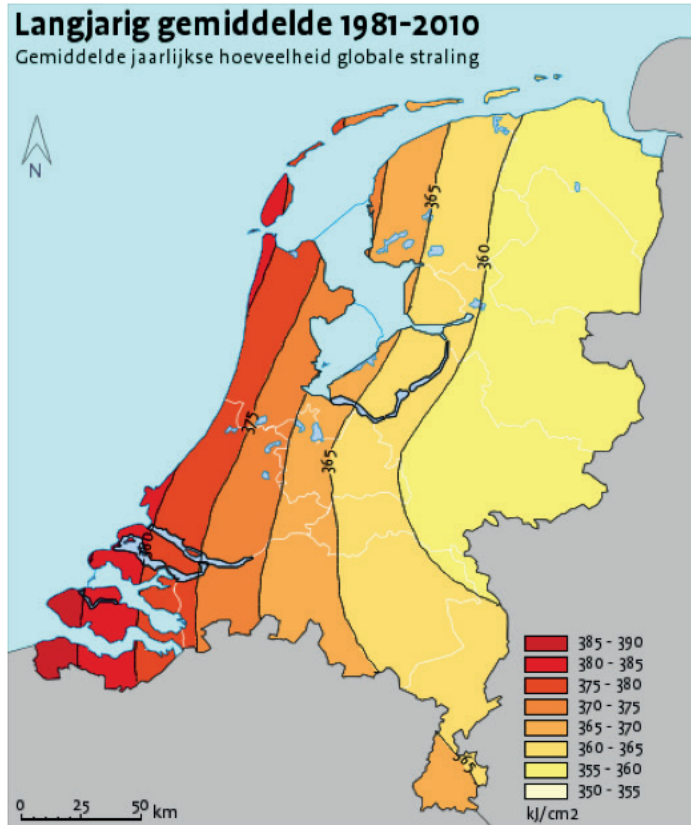 Langjarig gemiddelde 1981-2010
Gemiddelde jaarlijkse hoeveelheid globale straling
N
365
360
375
365
380
365
385 - 390
380 - 385
375 - 380
370 - 375
365 - 370
360 - 365
355 - 360
350 - 355
kJ/cm2
0 25 50 km